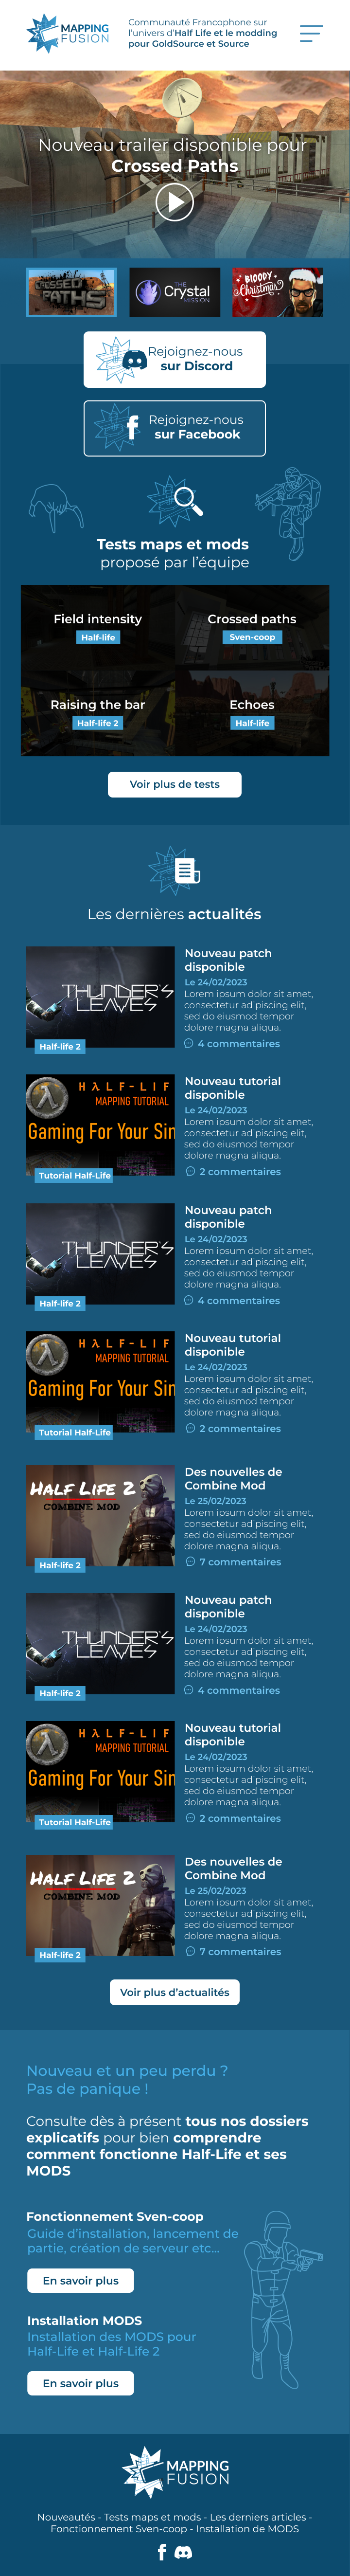 MAPPING
FUSION
Communauté Francophone sur
l'univers d'Half Life et le modding
pour GoldSource et Source
Nouveau trailer disponible pour
Crossed Paths
CROSSED
PATHS
THE
Crystal
MISSION
BLOODY
Christmas
Rejoignez-nous
sur Discord
Rejoignez-nous
sur Facebook
Tests maps et mods
proposé par l'équipe
Field intensity
Half-life
Crossed paths
Sven-coop
Raising the bar
Half-life 2
Echoes
Half-life
Voir plus de tests
Les dernières actualités
THUNDER'S
LEAVES
Half-life 2
Nouveau patch
disponible
Le 24/02/2023
Lorem ipsum dolor sit amet,
consectetur adipiscing elit,
sed do eiusmod tempor
dolore magna aliqua.
4 commentaires
HλLF-LIF
MAPPING TUTORIAL
Gaming For Your Sin
Tutorial Half-Life
Nouveau tutorial
disponible
Le 24/02/2023
Lorem ipsum dolor sit amet,
consectetur adipiscing elit,
sed do eiusmod tempor
dolore magna aliqua.
2 commentaires
THUNDER'S
LEAVES
Half-life 2
Nouveau patch
disponible
Le 24/02/2023
Lorem ipsum dolor sit amet,
consectetur adipiscing elit,
sed do eiusmod tempor
dolore magna aliqua.
4 commentaires
HλLF-LIF
MAPPING TUTORIAL
Gaming For Your Sin
Tutorial Half-Life
Nouveau tutorial
disponible
Le 24/02/2023
Lorem ipsum dolor sit amet,
consectetur adipiscing elit,
sed do eiusmod tempor
dolore magna aliqua.
2 commentaires
HALF LIFE 2
COMBINE MOD
Half-life 2
Des nouvelles de
Combine Mod
Le 25/02/2023
Lorem ipsum dolor sit amet,
consectetur adipiscing elit,
sed do eiusmod tempor
dolore magna aliqua.
7 commentaires
THUNDER'S
LEAVES
Half-life 2
Nouveau patch
disponible
Le 24/02/2023
Lorem ipsum dolor sit amet,
consectetur adipiscing elit,
sed do eiusmod tempor
dolore magna aliqua.
4 commentaires
HλLF-LIF
MAPPING TUTORIAL
Gaming For Your Sin
Tutorial Half-Life
Nouveau tutorial
disponible
Le 24/02/2023
Lorem ipsum dolor sit amet,
consectetur adipiscing elit,
sed do eiusmod tempor
dolore magna aliqua.
2 commentaires
HALF LIFE 2
COMBINE MOD
Half-life 2
Des nouvelles de
Combine Mod
Le 25/02/2023
Lorem ipsum dolor sit amet,
consectetur adipiscing elit,
sed do eiusmod tempor
dolore magna aliqua.
7 commentaires
Voir plus d'actualités
Nouveau et un peu perdu ?
Pas de panique !
Consulte dès à présent tous nos dossiers
explicatifs pour bien comprendre
comment fonctionne Half-Life et ses
MODS
Fonctionnement Sven-coop
Guide d'installation, lancement de
partie, création de serveur etc...
En savoir plus
Installation MODS
Installation des MODS pour
Half-Life et Half-Life 2
En savoir plus
MAPPING
FUSION
Nouveautés - Tests maps et mods - Les derniers articles -
Fonctionnement Sven-coop - Installation de MODS